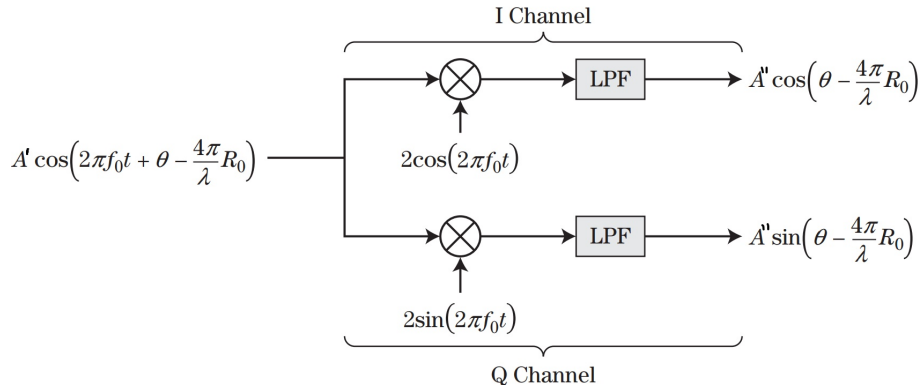 I Channel
A' cos(2πf₀t + θ − 4π/λ R₀)
LPF
A'' cos(θ − 4π/λ R₀)
2cos(2πf₀t)
LPF
A'' sin(θ − 4π/λ R₀)
2sin(2πf₀t)
Q Channel